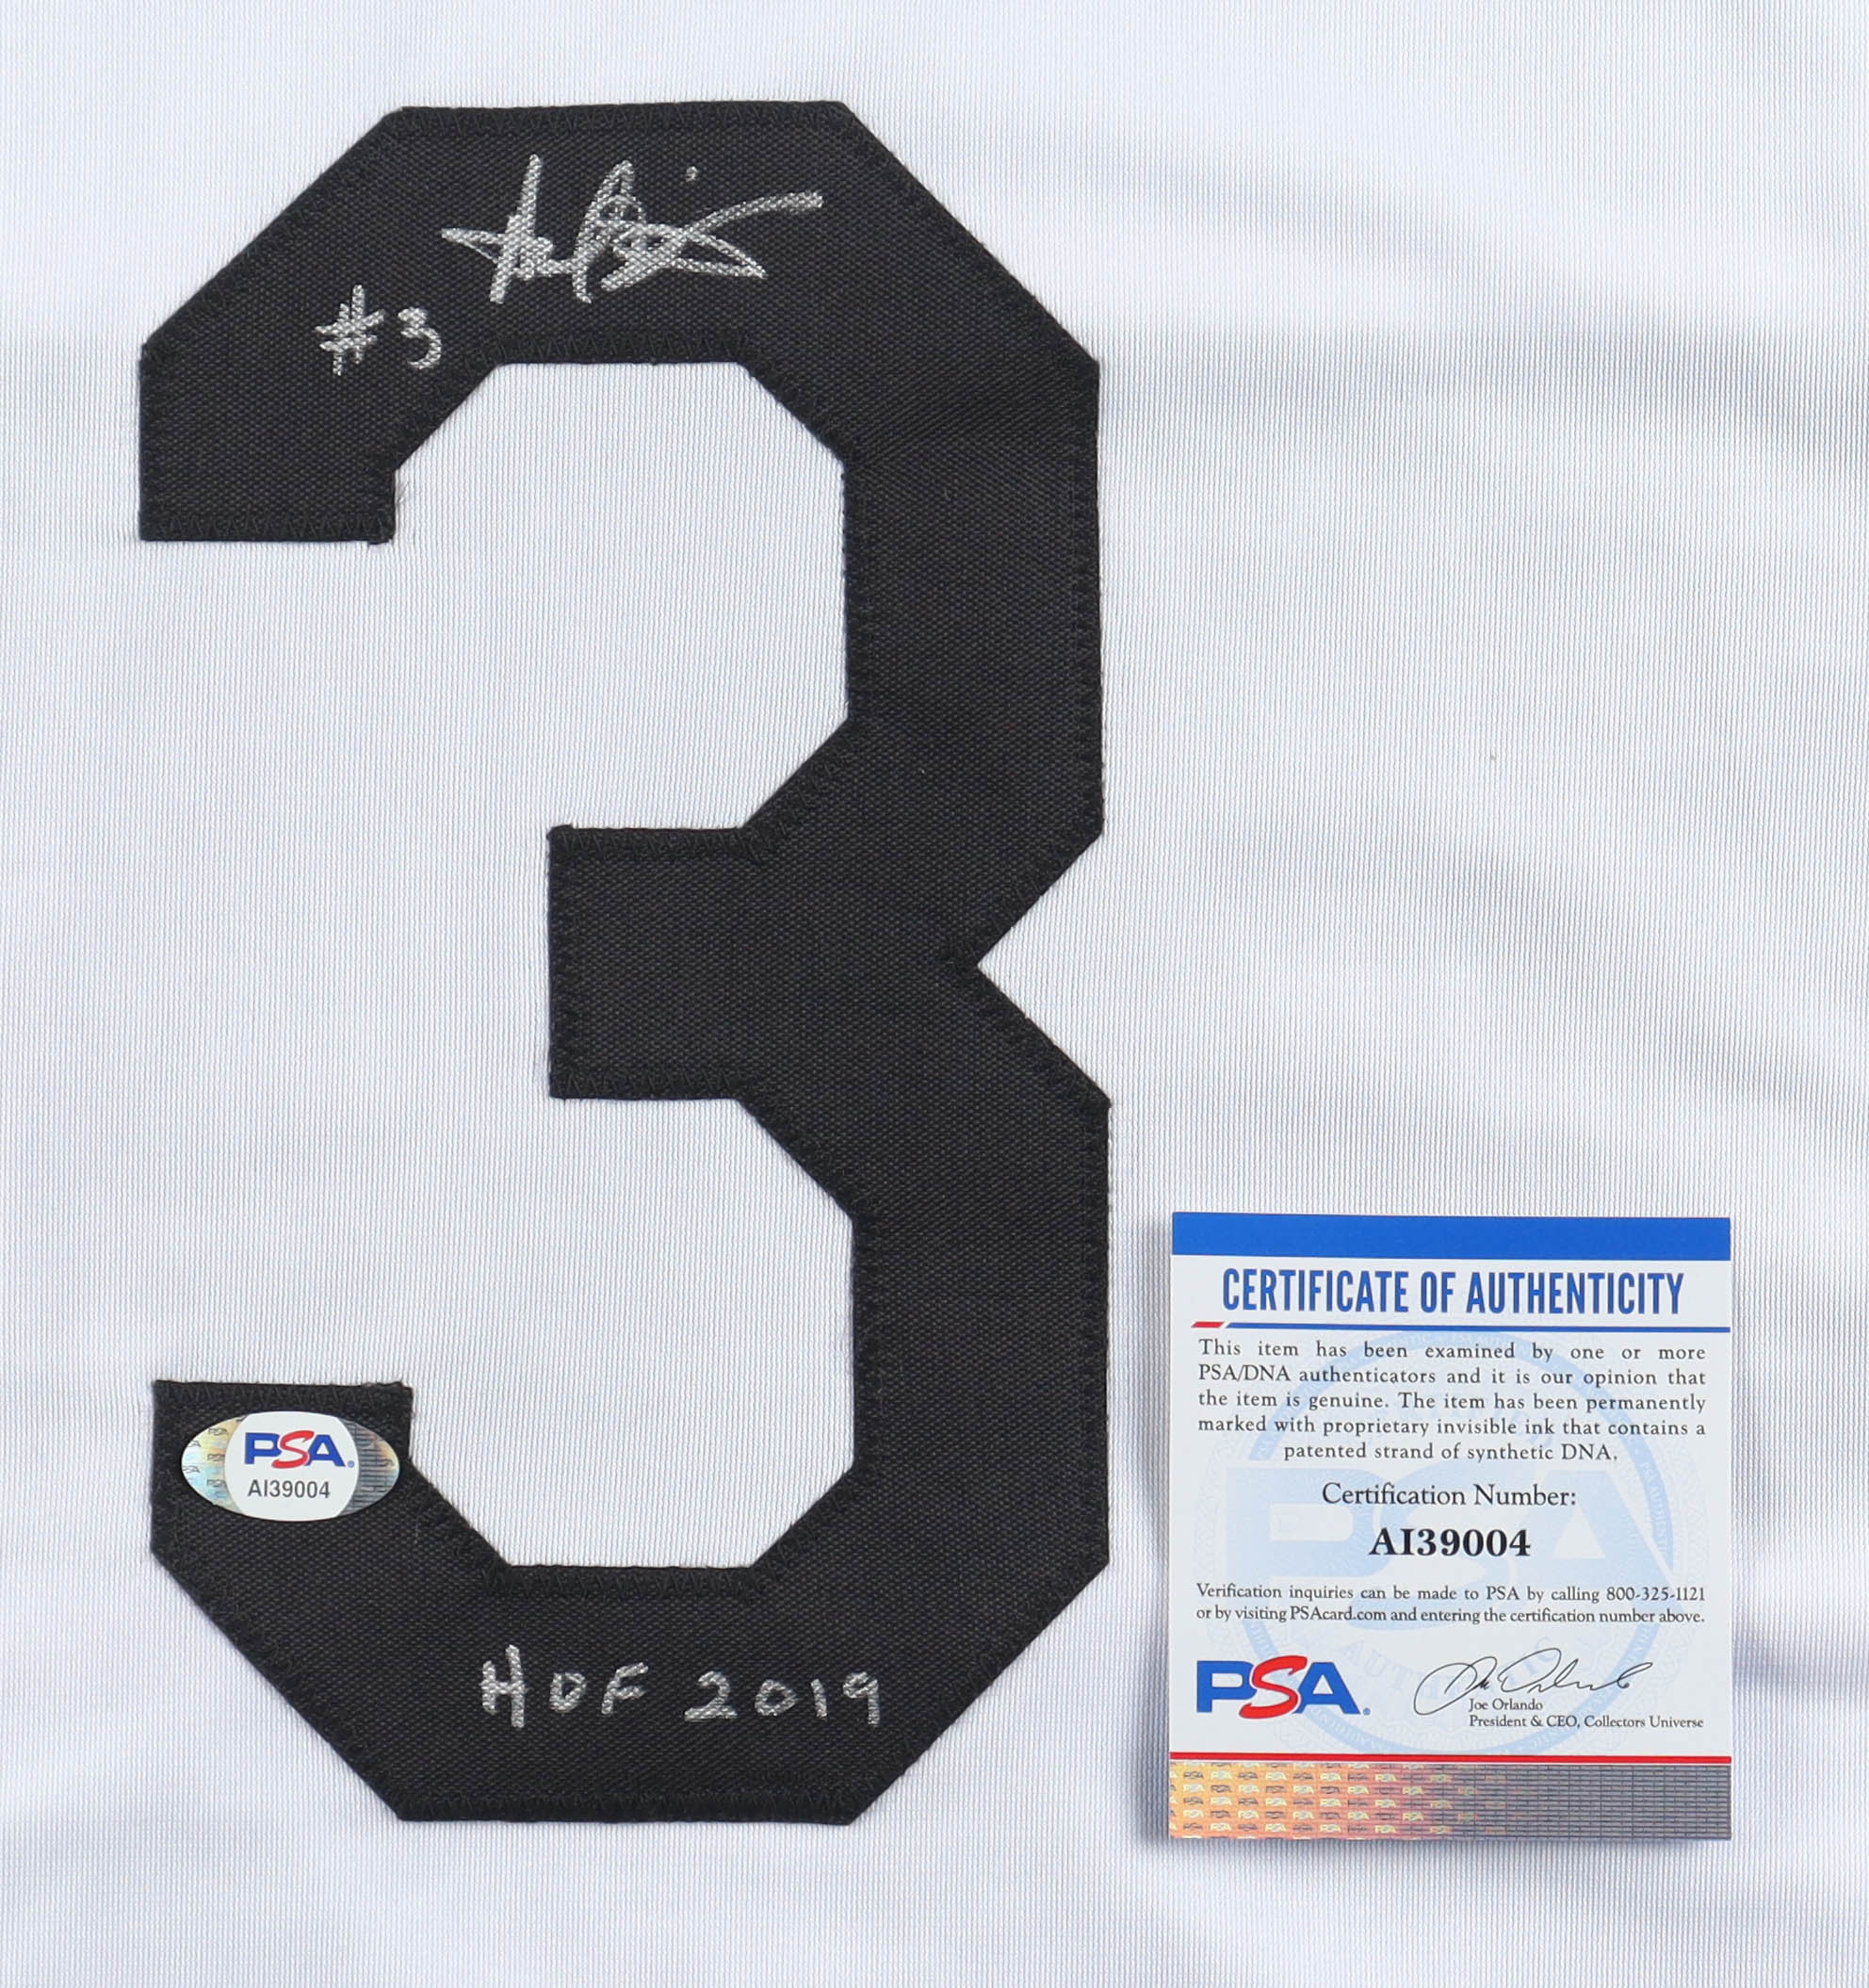 #3
3
PSA
AI39004
HOF 2019
CERTIFICATE OF AUTHENTICITY
This item has been examined by one or more
PSA/DNA authenticators and it is our opinion that
the item is genuine. The item has been permanently
marked with proprietary invisible ink that contains a
patented strand of synthetic DNA.
Certification Number:
AI39004
Verification inquiries can be made to PSA by calling 800-325-1121
or by visiting PSAcard.com and entering the certification number above.
PSA.
Joe Orlando
President & CEO, Collectors Universe